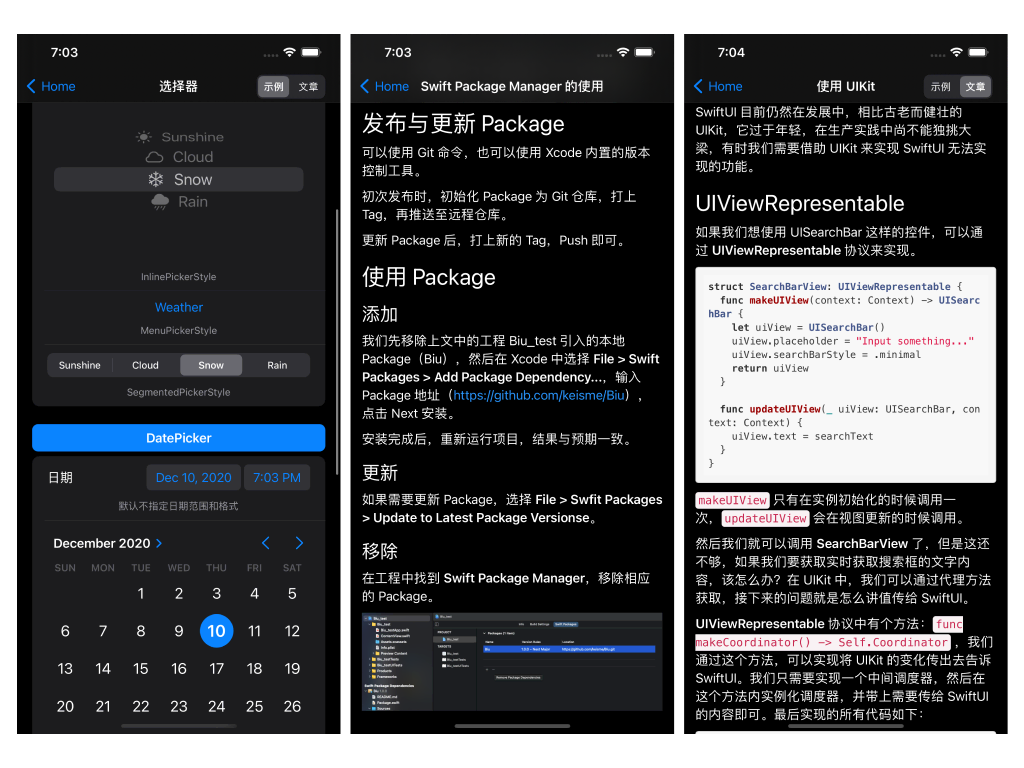 7:03
Home
选择器
示例 文章
Sunshine
Cloud
Snow
Rain
InlinePickerStyle
Weather
MenuPickerStyle
Sunshine Cloud Snow Rain
SegmentedPickerStyle
DatePicker
日期 Dec 10, 2020 7:03 PM
默认不指定日期范围和格式
December 2020
SUN MON TUE WED THU FRI SAT
1 2 3 4 5
6 7 8 9 10 11 12
13 14 15 16 17 18 19
20 21 22 23 24 25 26
7:03
Home Swift Package Manager 的使用
发布与更新 Package
可以使用 Git 命令，也可以使用 Xcode 内置的版本
控制工具。
初次发布时，初始化 Package 为 Git 仓库，打上
Tag，再推送至远程仓库。
更新 Package 后，打上新的 Tag，Push 即可。
使用 Package
添加
我们先移除上文中的工程 Biu_test 引入的本地
Package（Biu），然后在 Xcode 中选择 File > Swift
Packages > Add Package Dependency...，输入
Package 地址（https://github.com/keisme/Biu），
点击 Next 安装。
安装完成后，重新运行项目，结果与预期一致。
更新
如果需要更新 Package，选择 File > Swfit Packages
> Update to Latest Package Versionse。
移除
在工程中找到 Swift Package Manager，移除相应
的 Package。
7:04
Home 使用 UIKit 示例 文章
SwiftUI 目前仍然在发展中，相比古老而健壮的
UIKit，它过于年轻，在生产实践中尚不能独挑大
梁，有时我们需要借助 UIKit 来实现 SwiftUI 无法实
现的功能。
UIViewRepresentable
如果我们想使用 UISearchBar 这样的控件，可以通
过 UIViewRepresentable 协议来实现。
struct SearchBarView: UIViewRepresentable {
func makeUIView(context: Context) -> UISearc
hBar {
let uiView = UISearchBar()
uiView.placeholder = "Input something..."
uiView.searchBarStyle = .minimal
return uiView
}
func updateUIView(_ uiView: UISearchBar, con
text: Context) {
uiView.text = searchText
}
}
makeUIView 只有在实例初始化的时候调用一
次，updateUIView 会在视图更新的时候调用。
然后我们就可以调用 SearchBarView 了，但是这还
不够，如果我们要获取实时获取搜索框的文字内
容，该怎么办？在 UIKit 中，我们可以通过代理方法
获取，接下来的问题就是怎么讲值传给 SwiftUI。
UIViewRepresentable 协议中有个方法：func
makeCoordinator() -> Self.Coordinator，我们
通过这个方法，可以实现将 UIKit 的变化传出去告诉
SwiftUI。我们只需要实现一个中间调度器，然后在
这个方法内实例化调度器，并带上需要传给 SwiftUI
的内容即可。最后实现的所有代码如下：